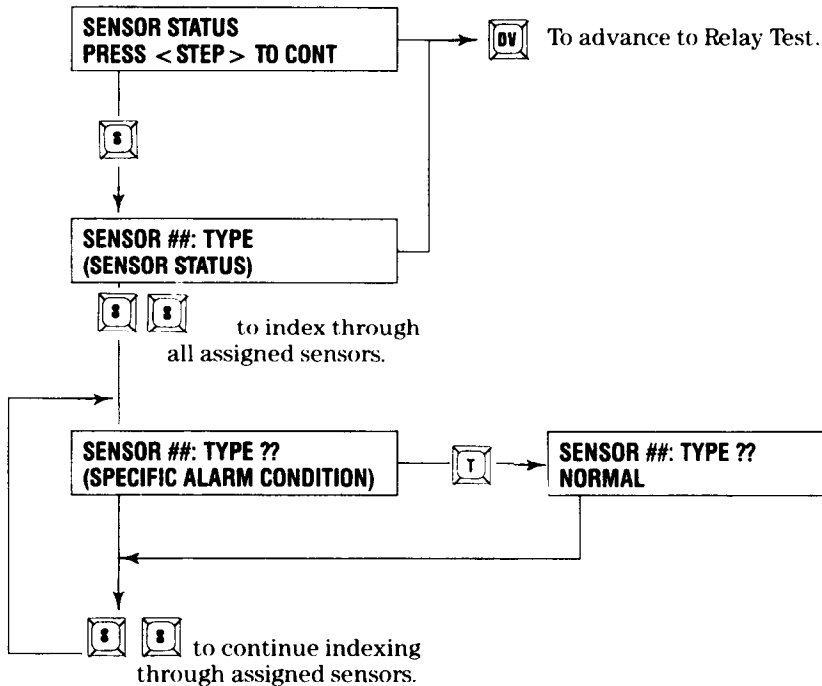 SENSOR STATUS
PRESS < STEP > TO CONT
DV To advance to Relay Test.
S
SENSOR ##: TYPE
(SENSOR STATUS)
S S to index through
all assigned sensors.
SENSOR ##: TYPE ??
(SPECIFIC ALARM CONDITION)
T
SENSOR ##: TYPE ??
NORMAL
S S to continue indexing
through assigned sensors.